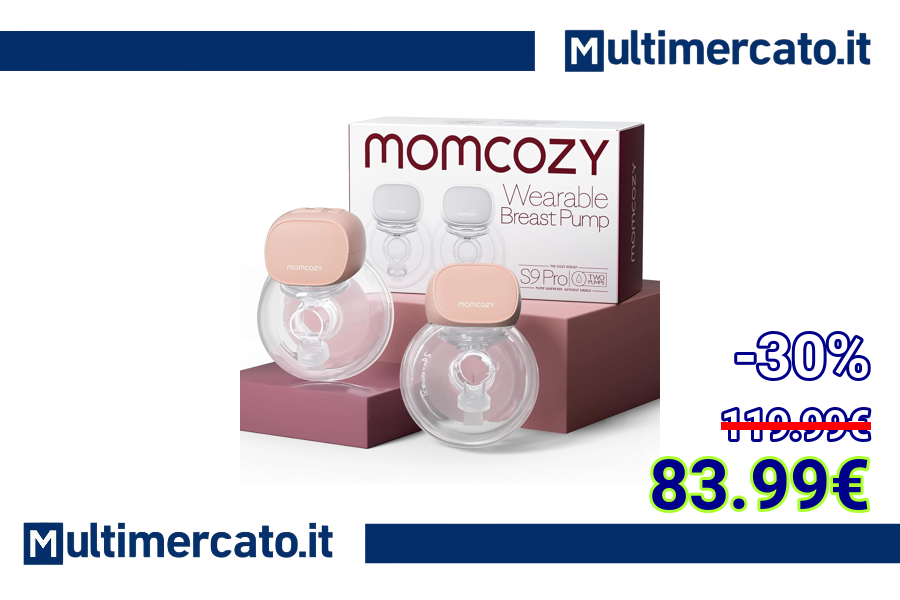 Multimercato.it
MOMCOZY
Wearable
Breast Pump
S9 Pro
TWO
PUMPS
MOMCOZY
momcozy
momcozy
-30%
119.99€
83.99€
Multimercato.it